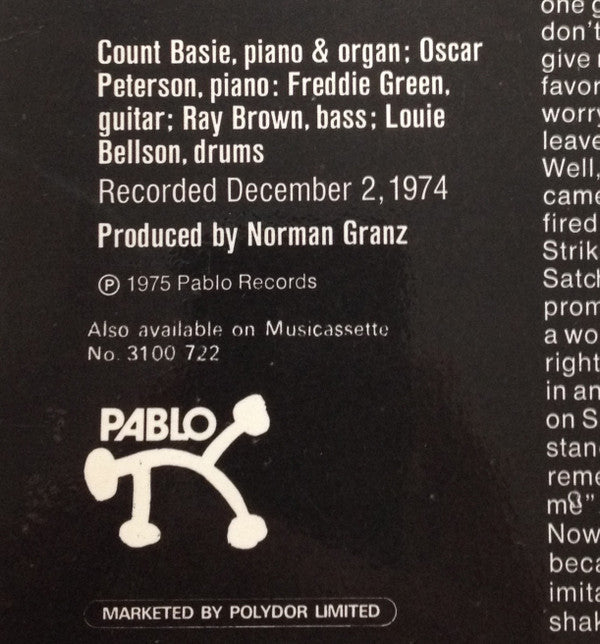 Count Basie, piano & organ; Oscar
Peterson, piano: Freddie Green,
guitar; Ray Brown, bass; Louie
Bellson, drums
Recorded December 2, 1974
Produced by Norman Granz
Ⓟ 1975 Pablo Records
Also available on Musicassette
No. 3100 722
PABLO
MARKETED BY POLYDOR LIMITED
one g
don't
give
favor
worry
leave
Well,
came
fired
Strik
Satch
prom
a wo
right
in an
on S
stan
reme
me"
Now
beca
imita
shak